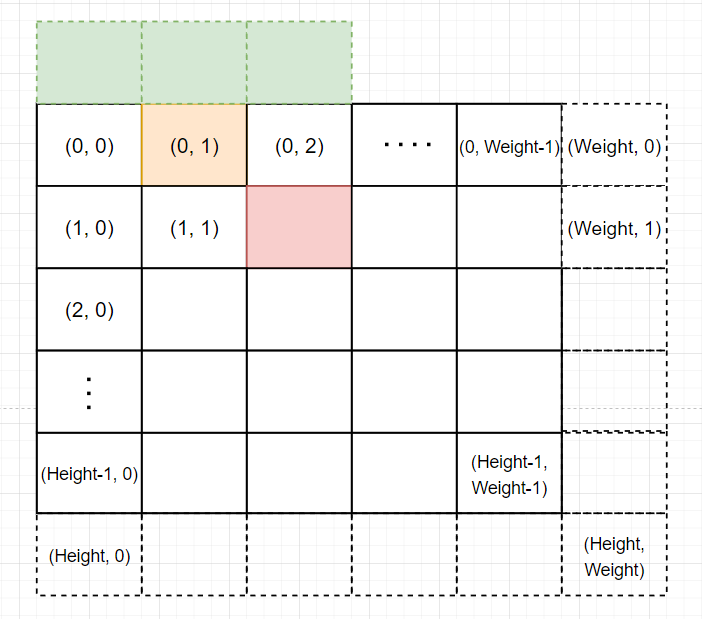 (0, 0)
(0, 1)
(0, 2)
····
(0, Weight-1)
(Weight, 0)
(1, 0)
(1, 1)
(Weight, 1)
(2, 0)
⋮
(Height-1, 0)
(Height-1,
Weight-1)
(Height, 0)
(Height,
Weight)